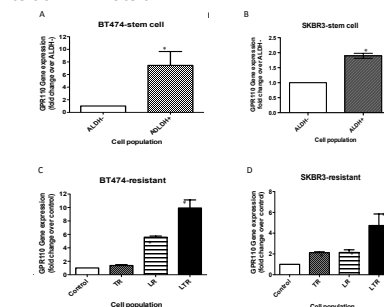 A
BT474-stem cell
GPR110 Gene expression
(fold change over ALDH-)
12
10
8
6
4
2
0
*
ALDH-
AOLDH+
Cell population
B
SKBR3-stem cell
GPR110 Gene expression
fold change over ALDH-
2.5
2.0
1.5
1.0
0.5
0.0
*
ALDH-
ALDH+
Cell population
C
BT474-resistant
GPR110 Gene expression
(fold change over control)
12
10
8
6
4
2
0
Control
TR
LR
LTR
Cell population
D
SKBR3-resistant
GPR110 Gene expression
(fold change over control)
8
6
4
2
0
Control
TR
LR
LTR
Cell population